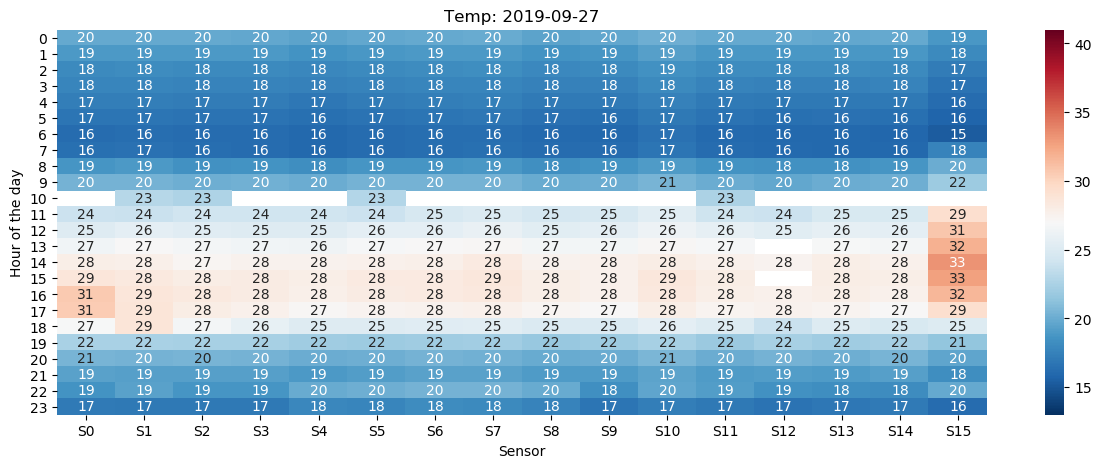 Temp: 2019-09-27
0 20 20 20 20 20 20 20 20 20 20 20 20 20 20 20 19
1 19 19 19 19 19 19 19 19 19 19 19 19 19 19 19 18
2 18 18 18 18 18 18 18 18 18 18 19 18 18 18 18 17
3 18 18 18 18 18 18 18 18 18 18 18 18 18 18 18 17
4 17 17 17 17 17 17 17 17 17 17 17 17 17 17 17 16
5 17 17 17 17 16 17 17 17 16 17 17 17 16 16 16 16
6 16 16 16 16 16 16 16 16 16 16 17 16 16 16 16 15
7 16 17 16 16 16 16 16 16 16 16 17 16 16 16 16 18
8 19 19 19 19 18 19 19 19 18 19 19 19 18 18 19 20
9 20 20 20 20 20 20 20 20 20 20 21 20 20 20 20 22
10 23 23 23 23
11 24 24 24 24 24 24 25 25 25 25 25 24 24 25 25 29
12 25 26 25 25 25 26 26 26 25 26 26 26 25 26 26 31
13 27 27 27 27 26 27 27 27 27 27 27 27 27 27 32
14 28 28 27 28 28 28 28 28 28 28 28 28 28 28 28 33
15 29 28 28 28 28 28 28 29 28 28 29 28 28 28 33
16 31 29 28 28 28 28 28 28 28 28 28 28 28 28 28 32
17 31 29 28 28 27 28 28 28 27 27 28 27 28 27 27 29
18 27 29 27 26 25 25 25 25 25 25 26 25 24 25 25 25
19 22 22 22 22 22 22 22 22 22 22 22 22 22 22 22 21
20 21 20 20 20 20 20 20 20 20 20 21 20 20 20 20 20
21 19 19 19 19 19 19 19 19 19 19 19 19 19 19 19 18
22 19 19 19 19 20 20 20 20 20 18 20 19 19 18 18 20
23 17 17 17 17 18 18 18 18 18 17 17 17 17 17 17 16
S0 S1 S2 S3 S4 S5 S6 S7 S8 S9 S10 S11 S12 S13 S14 S15
Sensor
Hour of the day
40
35
30
25
20
15